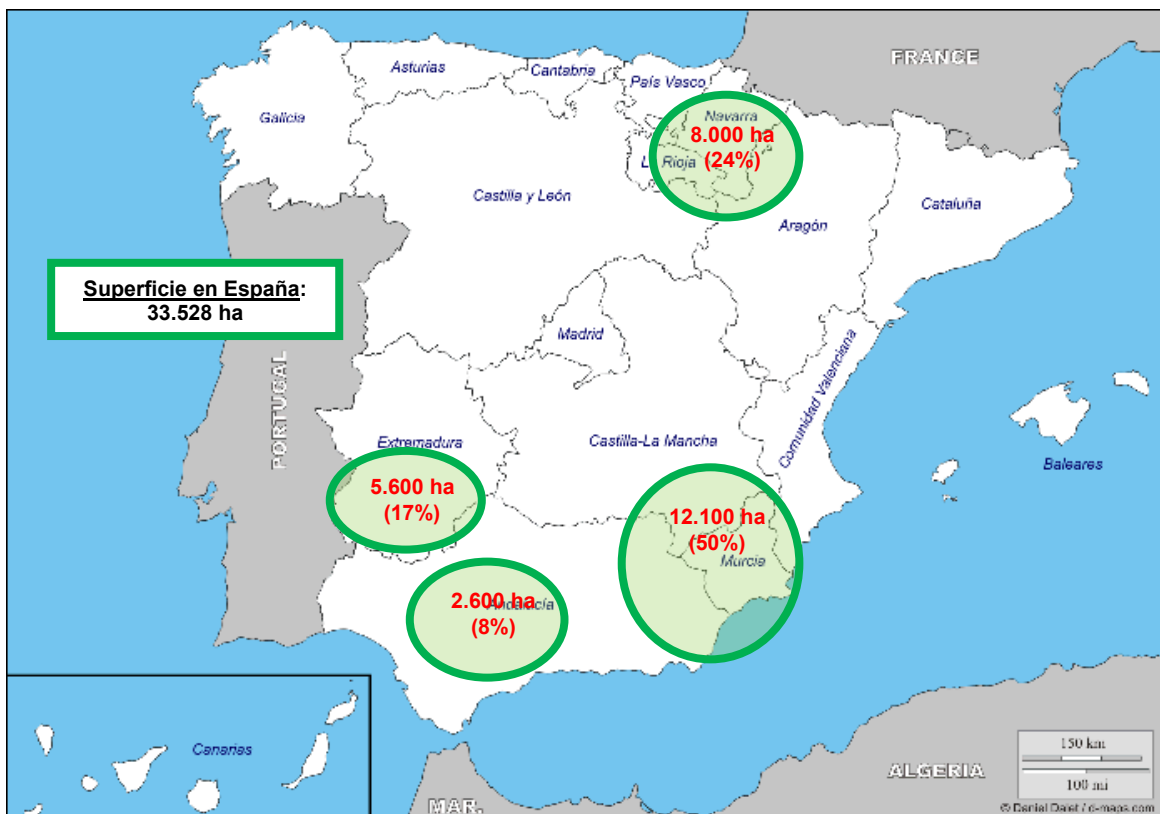 FRANCE
Asturias
Cantabria
País Vasco
Galicia
Navarra
8.000 ha
(24%)
La Rioja
Castilla y León
Cataluña
Aragón
Superficie en España:
33.528 ha
Madrid
PORTUGAL
Comunidad Valenciana
Extremadura
Castilla-La Mancha
Baleares
5.600 ha
(17%)
12.100 ha
(50%)
Murcia
2.600 ha
Andalucía
(8%)
Canarias
150 km
100 mi
ALGERIA
MAR.
© Daniel Dalet / d-maps.com